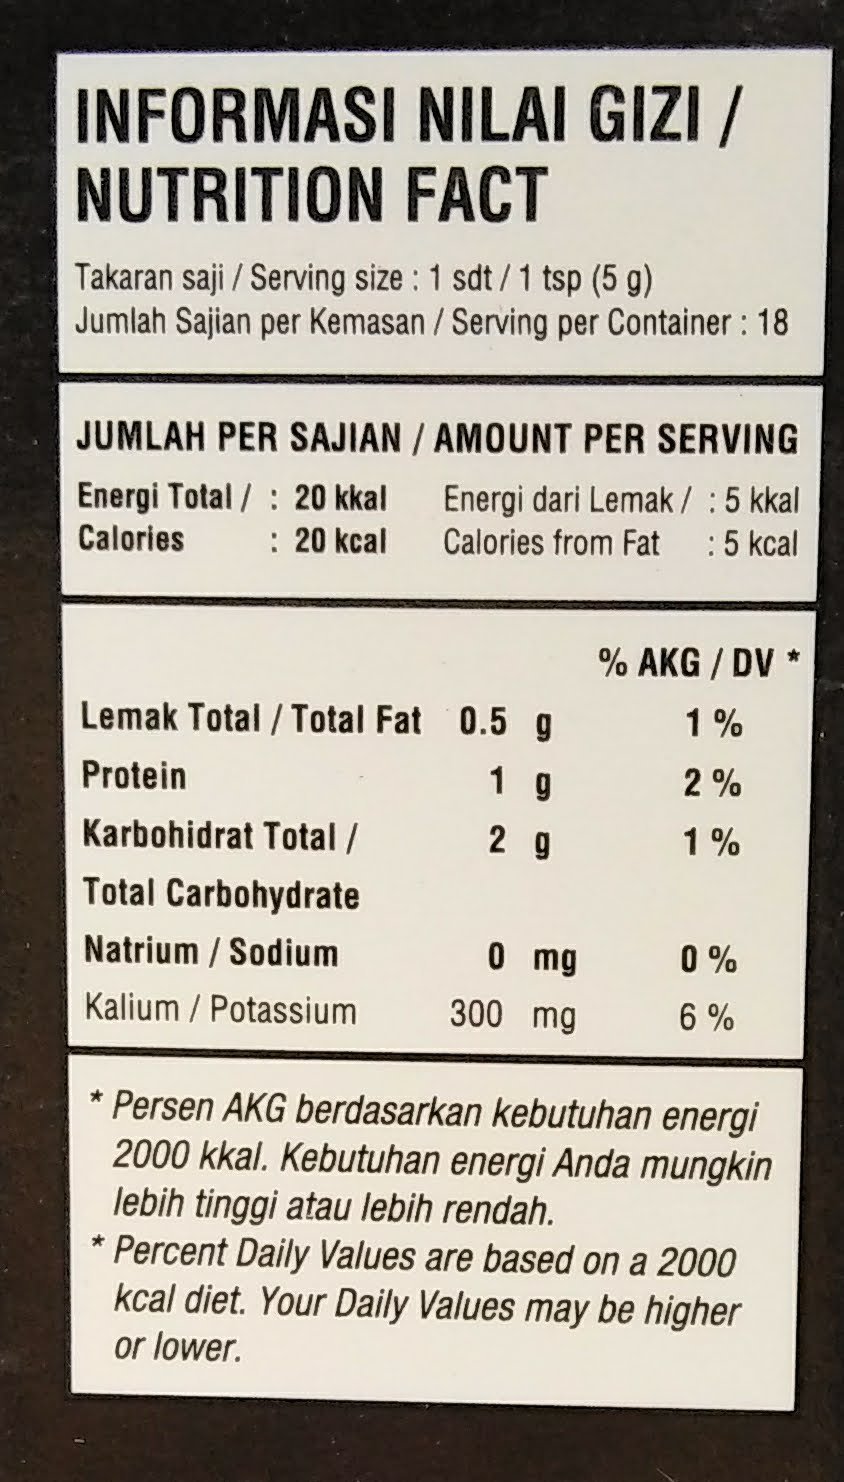 INFORMASI NILAI GIZI /
NUTRITION FACT
Takaran saji / Serving size : 1 sdt / 1 tsp (5 g)
Jumlah Sajian per Kemasan / Serving per Container : 18
JUMLAH PER SAJIAN / AMOUNT PER SERVING
Energi Total / : 20 kkal Energi dari Lemak / : 5 kkal
Calories : 20 kcal Calories from Fat : 5 kcal
% AKG / DV *
Lemak Total / Total Fat 0.5 g 1 %
Protein 1 g 2 %
Karbohidrat Total / 2 g 1 %
Total Carbohydrate
Natrium / Sodium 0 mg 0 %
Kalium / Potassium 300 mg 6 %
* Persen AKG berdasarkan kebutuhan energi
2000 kkal. Kebutuhan energi Anda mungkin
lebih tinggi atau lebih rendah.
* Percent Daily Values are based on a 2000
kcal diet. Your Daily Values may be higher
or lower.